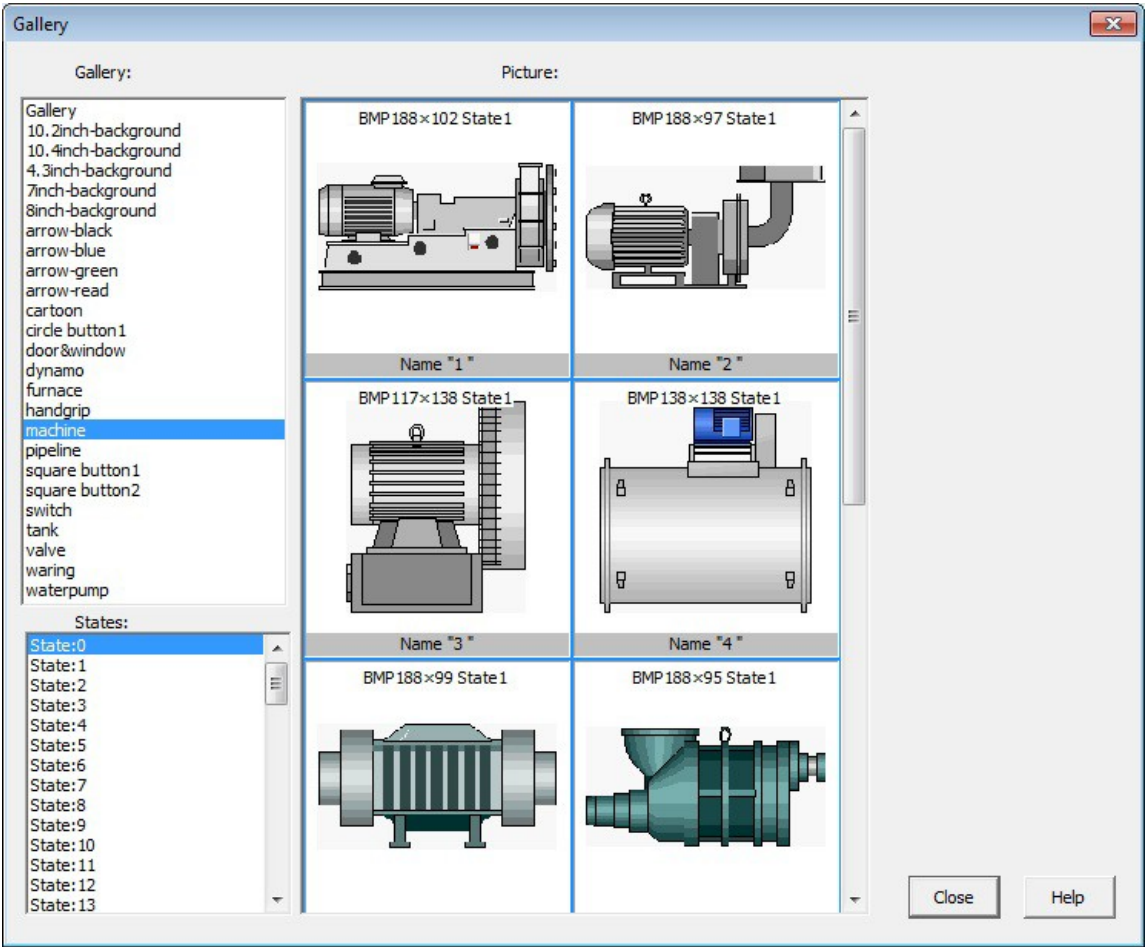 Gallery
Gallery:
Picture:
Gallery
10.2inch-background
10.4inch-background
4.3inch-background
7inch-background
8inch-background
arrow-black
arrow-blue
arrow-green
arrow-read
cartoon
circle button1
door&window
dynamo
furnace
handgrip
machine
pipeline
square button1
square button2
switch
tank
valve
waring
waterpump
States:
State:0
State:1
State:2
State:3
State:4
State:5
State:6
State:7
State:8
State:9
State:10
State:11
State:12
State:13
BMP188×102 State1
BMP188×97 State1
Name "1 "
Name "2 "
BMP117×138 State1
BMP138×138 State1
Name "3 "
Name "4 "
BMP188×99 State1
BMP188×95 State1
Close
Help